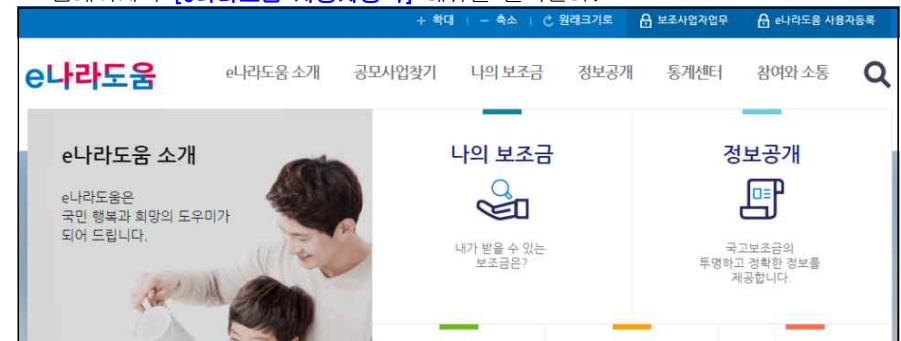 + 확대 | - 축소 | 원래크기로 보조사업자업무 e나라도움 사용자등록
e나라도움 e나라도움 소개 공모사업찾기 나의 보조금 정보공개 통계센터 참여와 소통
e나라도움 소개
e나라도움은
국민 행복과 희망의 도우미가
되어 드립니다.
나의 보조금
내가 받을 수 있는
보조금은?
정보공개
국고보조금의
투명하고 정확한 정보를
제공합니다.